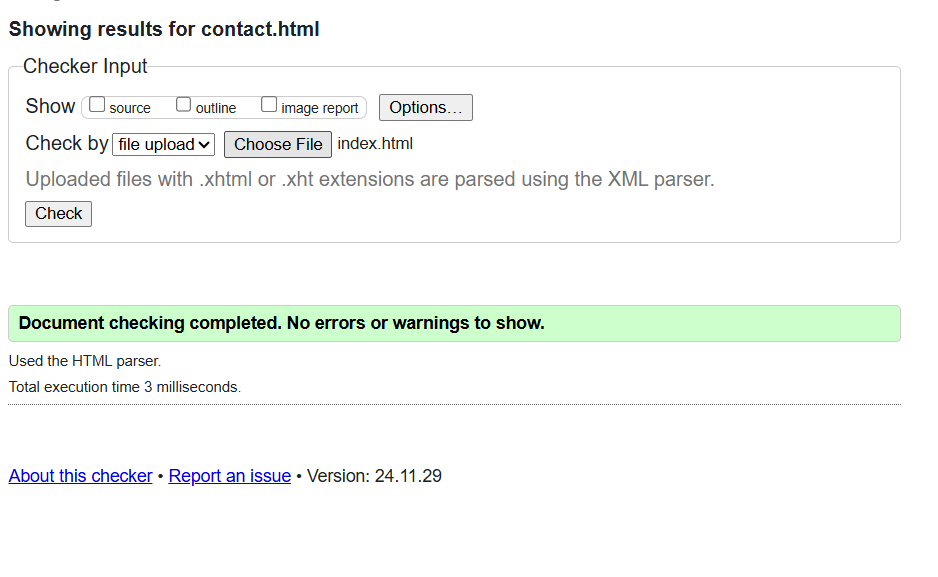 Showing results for contact.html
Checker Input
Show source outline image report Options...
Check by file upload Choose File index.html
Uploaded files with .xhtml or .xht extensions are parsed using the XML parser.
Check
Document checking completed. No errors or warnings to show.
Used the HTML parser.
Total execution time 3 milliseconds.
About this checker • Report an issue • Version: 24.11.29